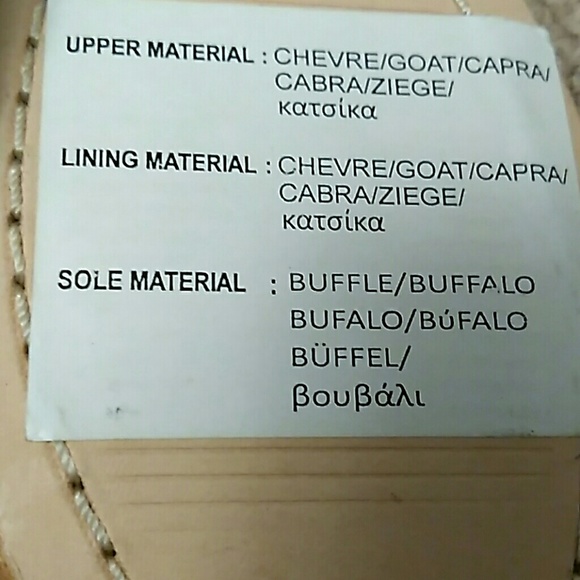 UPPER MATERIAL : CHEVRE/GOAT/CAPRA/
CABRA/ZIEGE/
κατσίκα
LINING MATERIAL : CHEVRE/GOAT/CAPRA/
CABRA/ZIEGE/
κατσίκα
SOLE MATERIAL : BUFFLE/BUFFALO
BUFALO/BύFALO
BÜFFEL/
βουβάλι